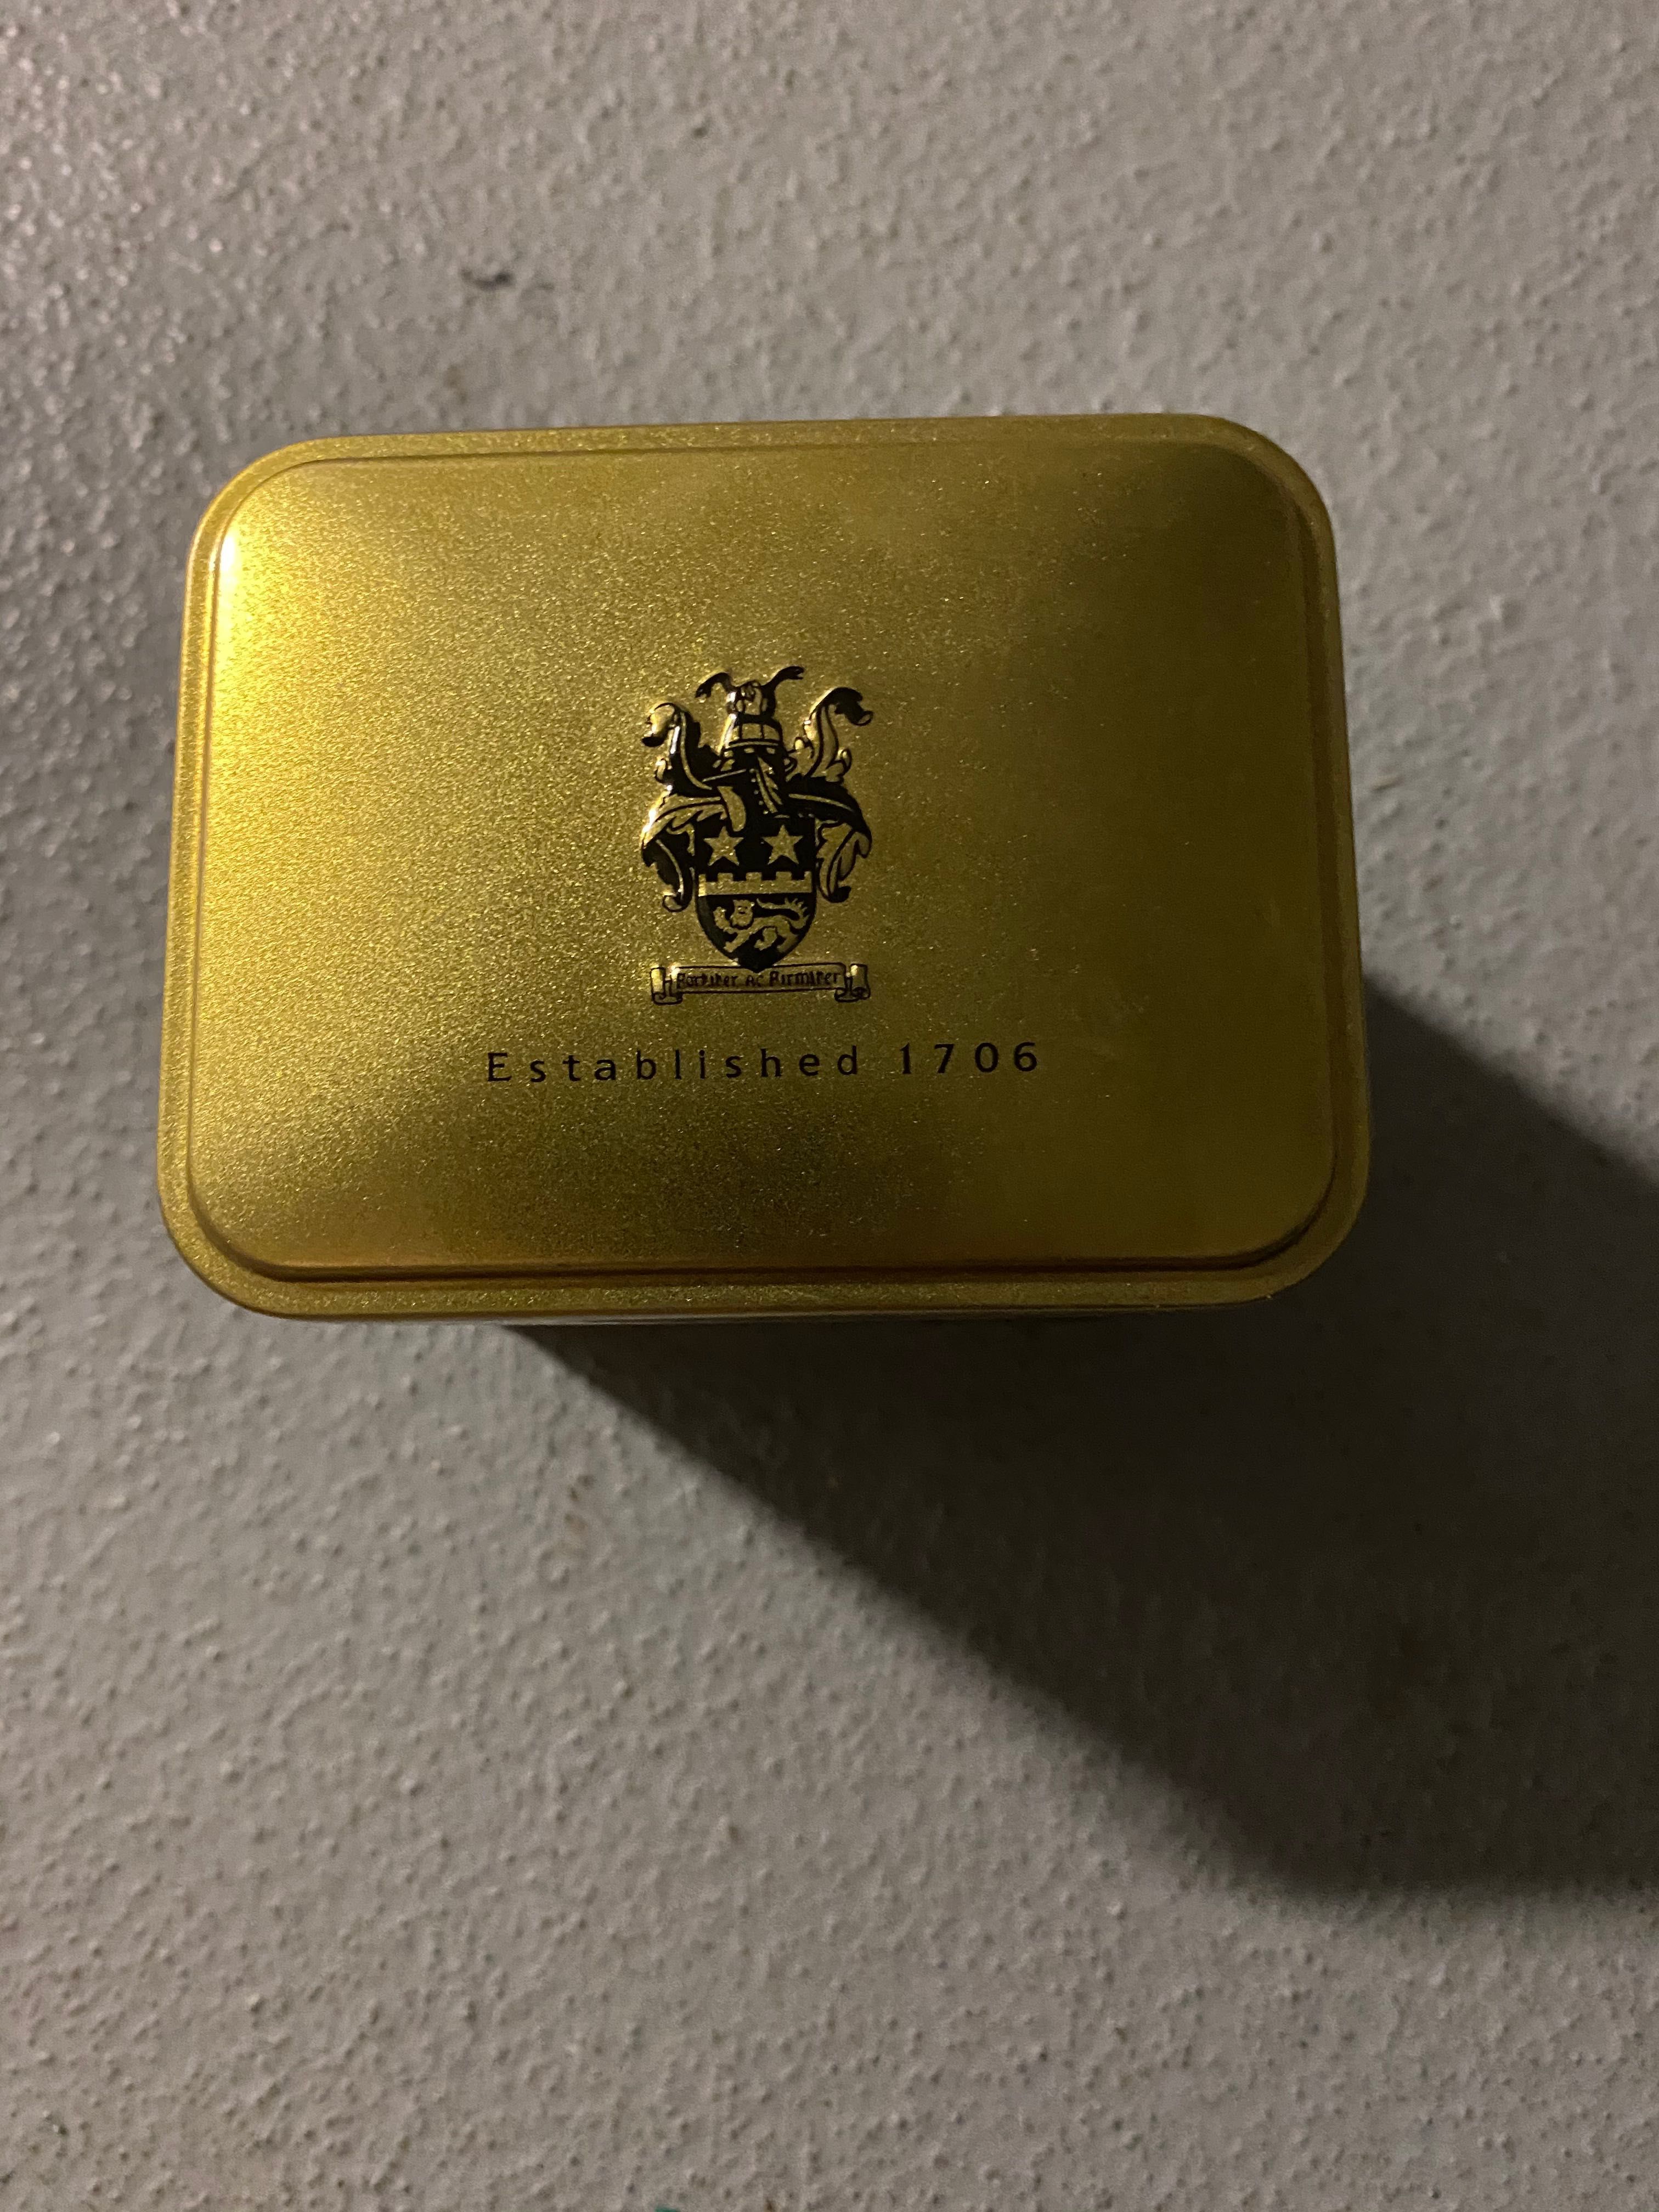 Fortiter Ac Firmiter
Established 1706